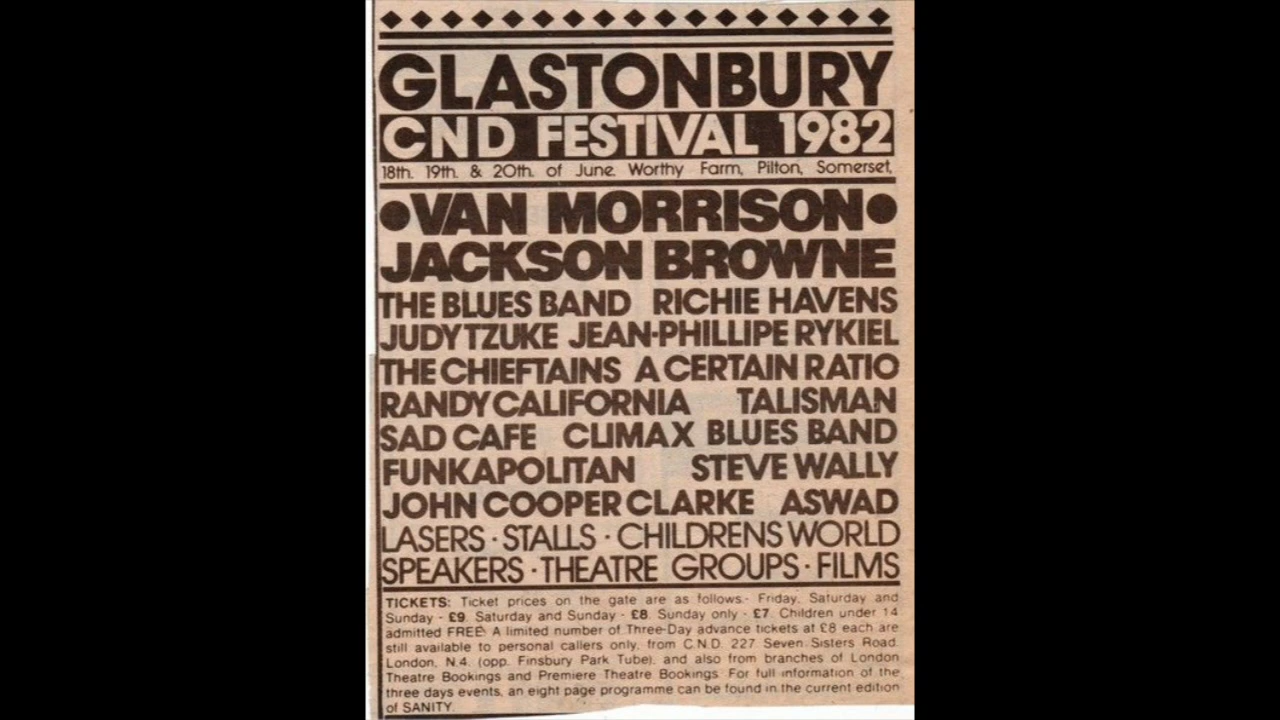 GLASTONBURY
CND FESTIVAL 1982
18th. 19th. & 20th. of June. Worthy Farm, Pilton, Somerset,
●VAN MORRISON●
JACKSON BROWNE
THE BLUES BAND RICHIE HAVENS
JUDY TZUKE JEAN-PHILLIPE RYKIEL
THE CHIEFTAINS A CERTAIN RATIO
RANDY CALIFORNIA TALISMAN
SAD CAFE CLIMAX BLUES BAND
FUNKAPOLITAN STEVE WALLY
JOHN COOPER CLARKE ASWAD
LASERS · STALLS · CHILDRENS WORLD
SPEAKERS · THEATRE GROUPS · FILMS
TICKETS: Ticket prices on the gate are as follows:- Friday, Saturday and
Sunday - £9. Saturday and Sunday - £8. Sunday only - £7. Children under 14
admitted FREE. A limited number of Three-Day advance tickets at £8 each are
still available to personal callers only, from C.N.D. 227 Seven Sisters Road.
London, N.4. (opp. Finsbury Park Tube). and also from branches of London
Theatre Bookings and Premiere Theatre Bookings. For full information of the
three days events, an eight page programme can be found in the current edition
of SANITY.